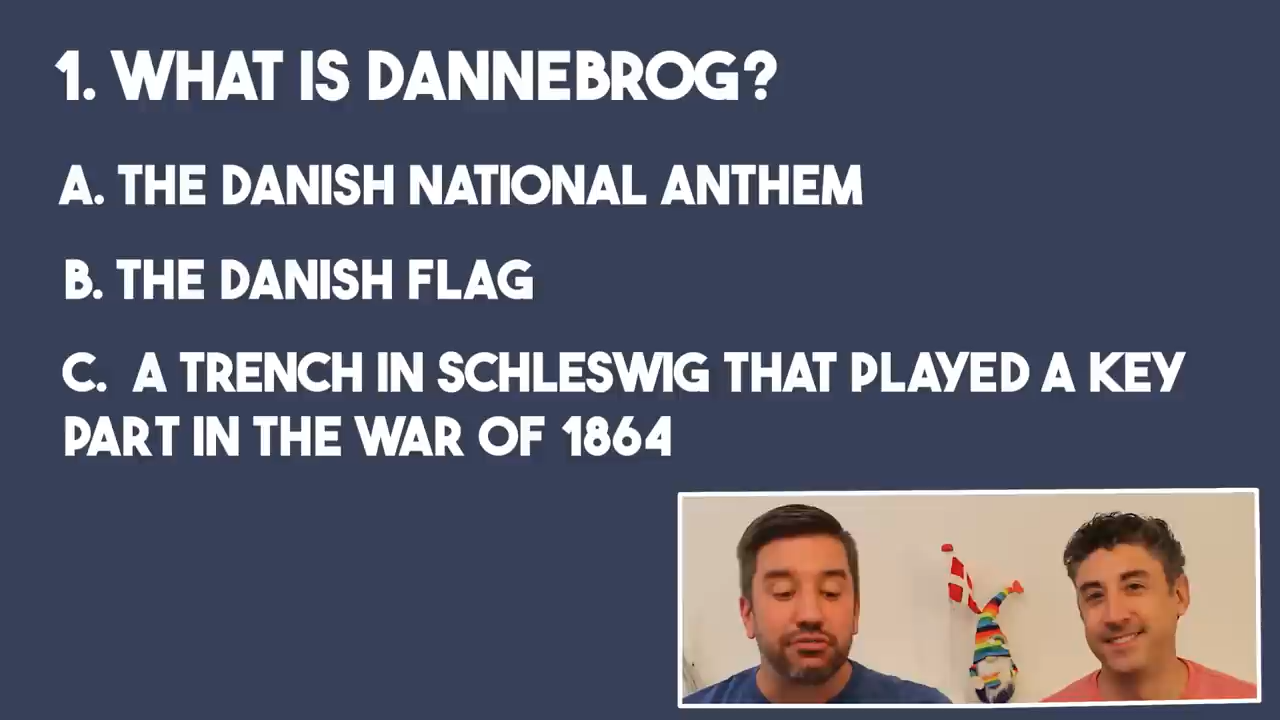 1. WHAT IS DANNEBROG?
A. THE DANISH NATIONAL ANTHEM
B. THE DANISH FLAG
C. A TRENCH IN SCHLESWIG THAT PLAYED A KEY
PART IN THE WAR OF 1864